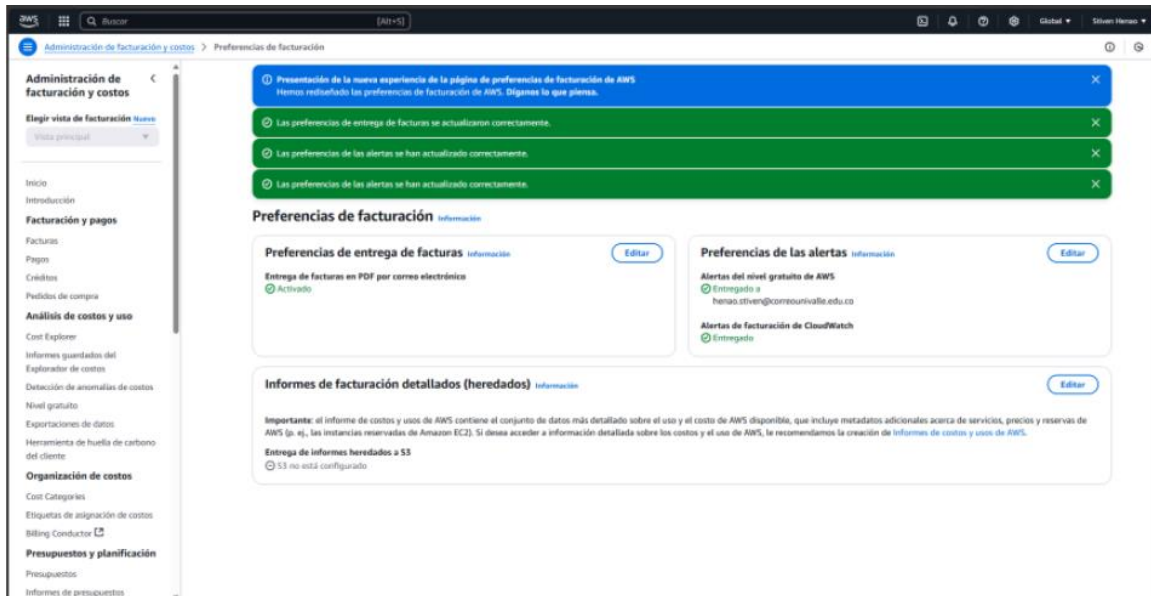 aws
Buscar
[Alt+S]
Global
Stiven Henao
Administración de facturación y costos > Preferencias de facturación
Administración de
facturación y costos
Elegir vista de facturación Nuevo
Vista principal
Inicio
Introducción
Facturación y pagos
Facturas
Pagos
Créditos
Pedidos de compra
Análisis de costos y uso
Cost Explorer
Informes guardados del
Explorador de costos
Detección de anomalías de costos
Nivel gratuito
Exportaciones de datos
Herramienta de huella de carbono
del cliente
Organización de costos
Cost Categories
Etiquetas de asignación de costos
Billing Conductor
Presupuestos y planificación
Presupuestos
Informes de presupuestos
Presentación de la nueva experiencia de la página de preferencias de facturación de AWS
Hemos rediseñado las preferencias de facturación de AWS. Díganos lo que piensa.
Las preferencias de entrega de facturas se actualizaron correctamente.
Las preferencias de las alertas se han actualizado correctamente.
Las preferencias de las alertas se han actualizado correctamente.
Preferencias de facturación Información
Preferencias de entrega de facturas Información
Editar
Entrega de facturas en PDF por correo electrónico
Activado
Preferencias de las alertas Información
Editar
Alertas del nivel gratuito de AWS
Entregado a
henao.stiven@correounivalle.edu.co
Alertas de facturación de CloudWatch
Entregado
Informes de facturación detallados (heredados) Información
Editar
Importante: el informe de costos y usos de AWS contiene el conjunto de datos más detallado sobre el uso y el costo de AWS disponible, que incluye metadatos adicionales acerca de servicios, precios y reservas de
AWS (p. ej., las instancias reservadas de Amazon EC2). Si desea acceder a información detallada sobre los costos y el uso de AWS, le recomendamos la creación de Informes de costos y usos de AWS.
Entrega de informes heredados a S3
S3 no está configurado